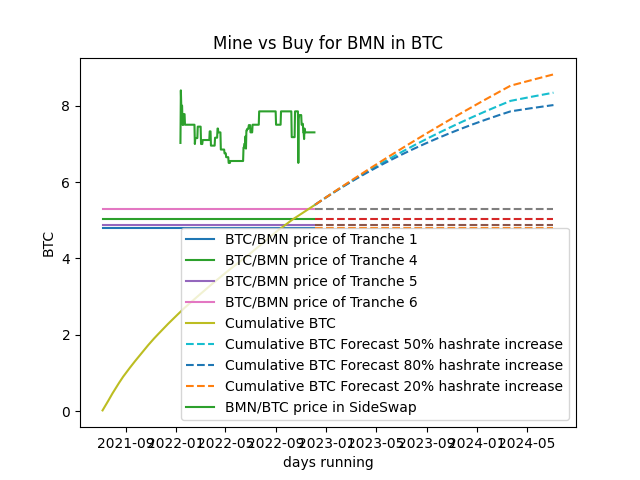 Mine vs Buy for BMN in BTC
BTC
8
6
4
2
0
BTC/BMN price of Tranche 1
BTC/BMN price of Tranche 4
BTC/BMN price of Tranche 5
BTC/BMN price of Tranche 6
Cumulative BTC
Cumulative BTC Forecast 50% hashrate increase
Cumulative BTC Forecast 80% hashrate increase
Cumulative BTC Forecast 20% hashrate increase
BMN/BTC price in SideSwap
2021-09 2022-01 2022-05 2022-09 2023-01 2023-05 2023-09 2024-01 2024-05
days running